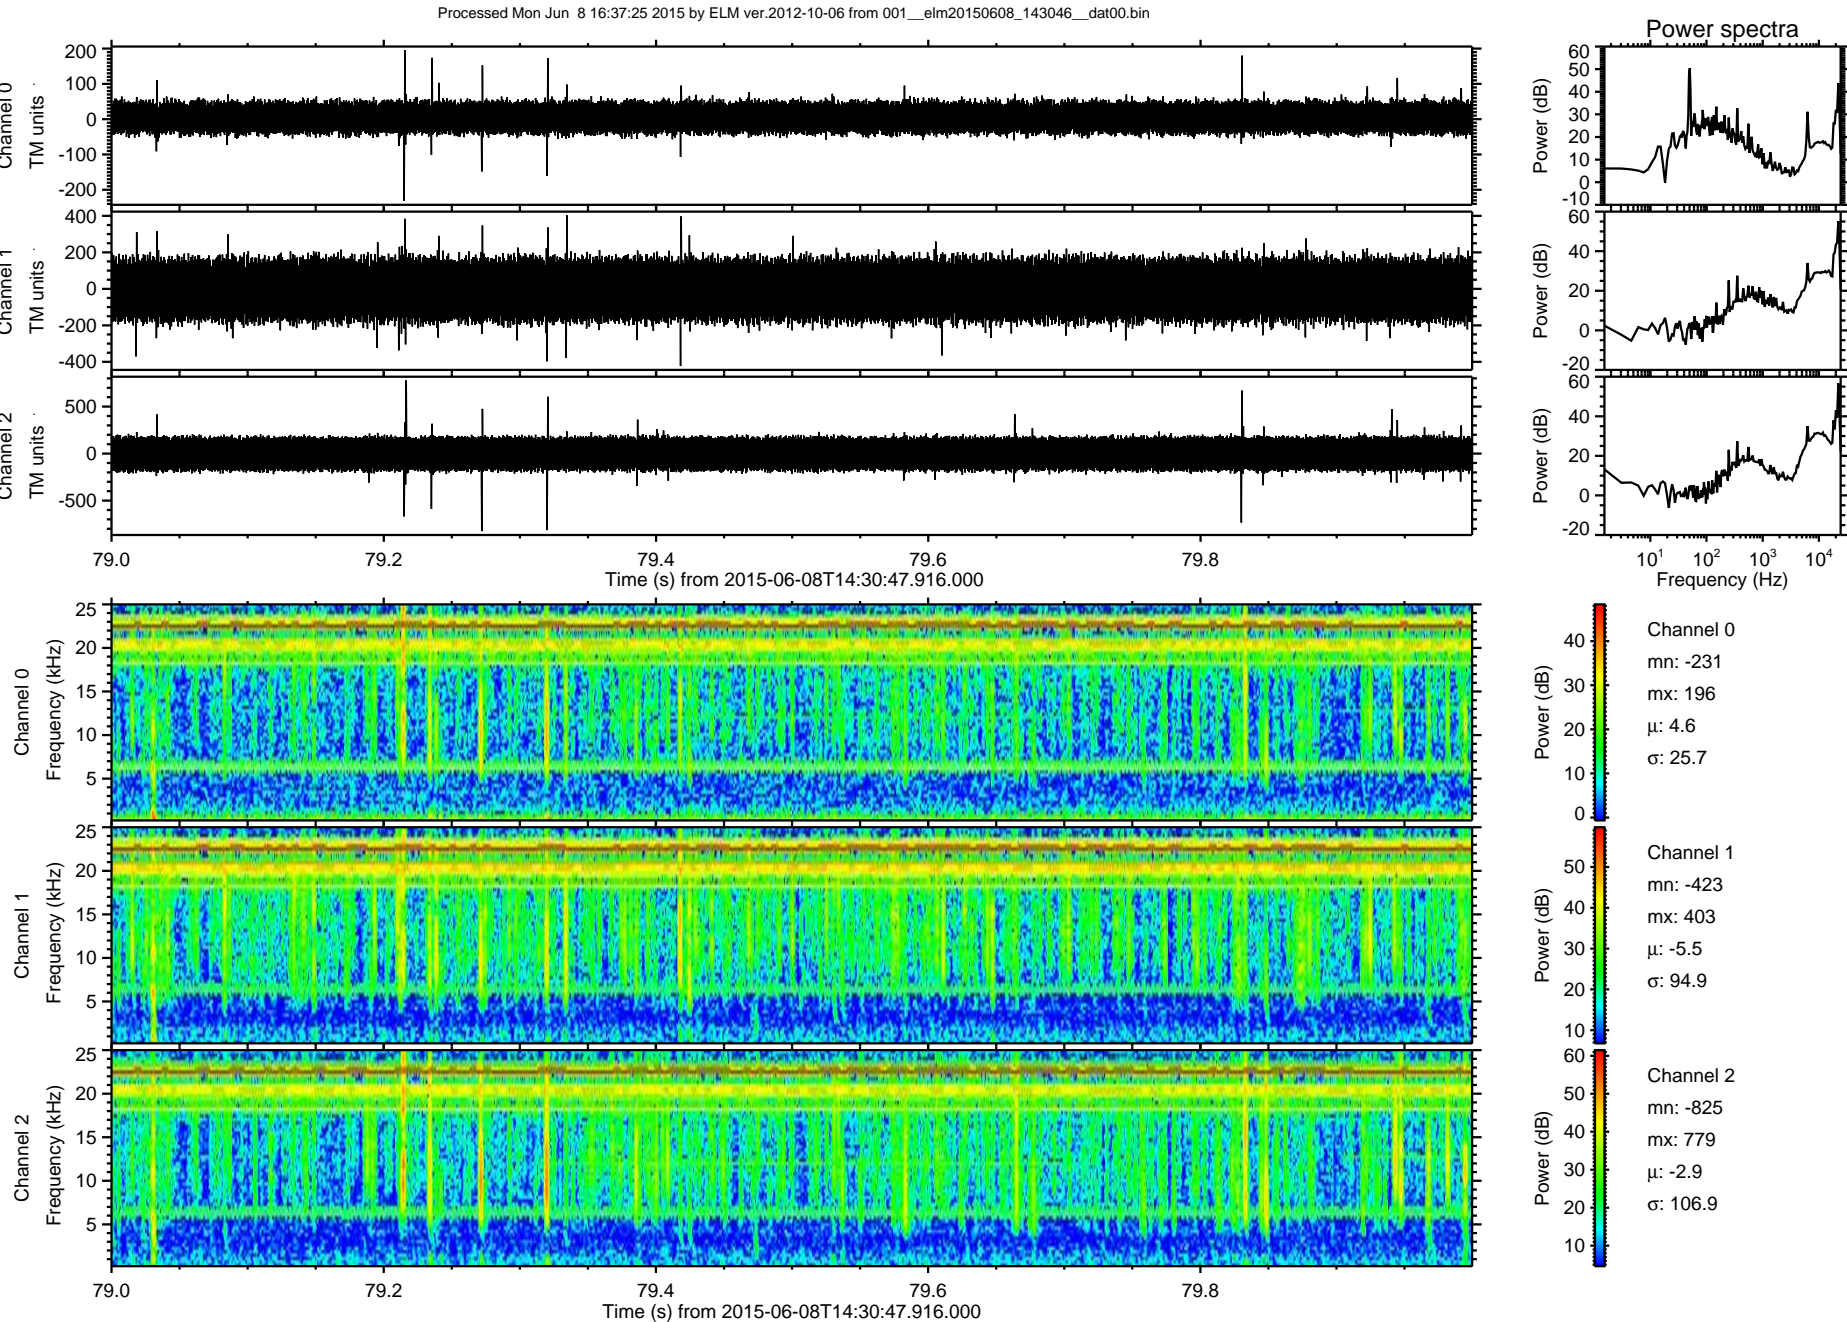 Processed Mon Jun  8 16:37:25 2015 by ELM ver.2012-10-06 from 001__elm20150608_143046__dat00.bin
Power spectra
Channel 0
TM units
200
100
0
-100
-200
Power (dB)
60
50
40
30
20
10
0
-10
Channel 1
TM units
400
200
0
-200
-400
Power (dB)
60
40
20
0
-20
Channel 2
TM units
500
0
-500
Power (dB)
60
40
20
0
-20
79.0 79.2 79.4 79.6 79.8
Time (s) from 2015-06-08T14:30:47.916.000
10^1 10^2 10^3 10^4
Frequency (Hz)
Channel 0
Frequency (kHz)
25
20
15
10
5
Power (dB)
40
30
20
10
0
Channel 0
mn: -231
mx: 196
μ: 4.6
σ: 25.7
Channel 1
Frequency (kHz)
25
20
15
10
5
Power (dB)
50
40
30
20
10
Channel 1
mn: -423
mx: 403
μ: -5.5
σ: 94.9
Channel 2
Frequency (kHz)
25
20
15
10
5
Power (dB)
60
50
40
30
20
10
Channel 2
mn: -825
mx: 779
μ: -2.9
σ: 106.9
79.0 79.2 79.4 79.6 79.8
Time (s) from 2015-06-08T14:30:47.916.000